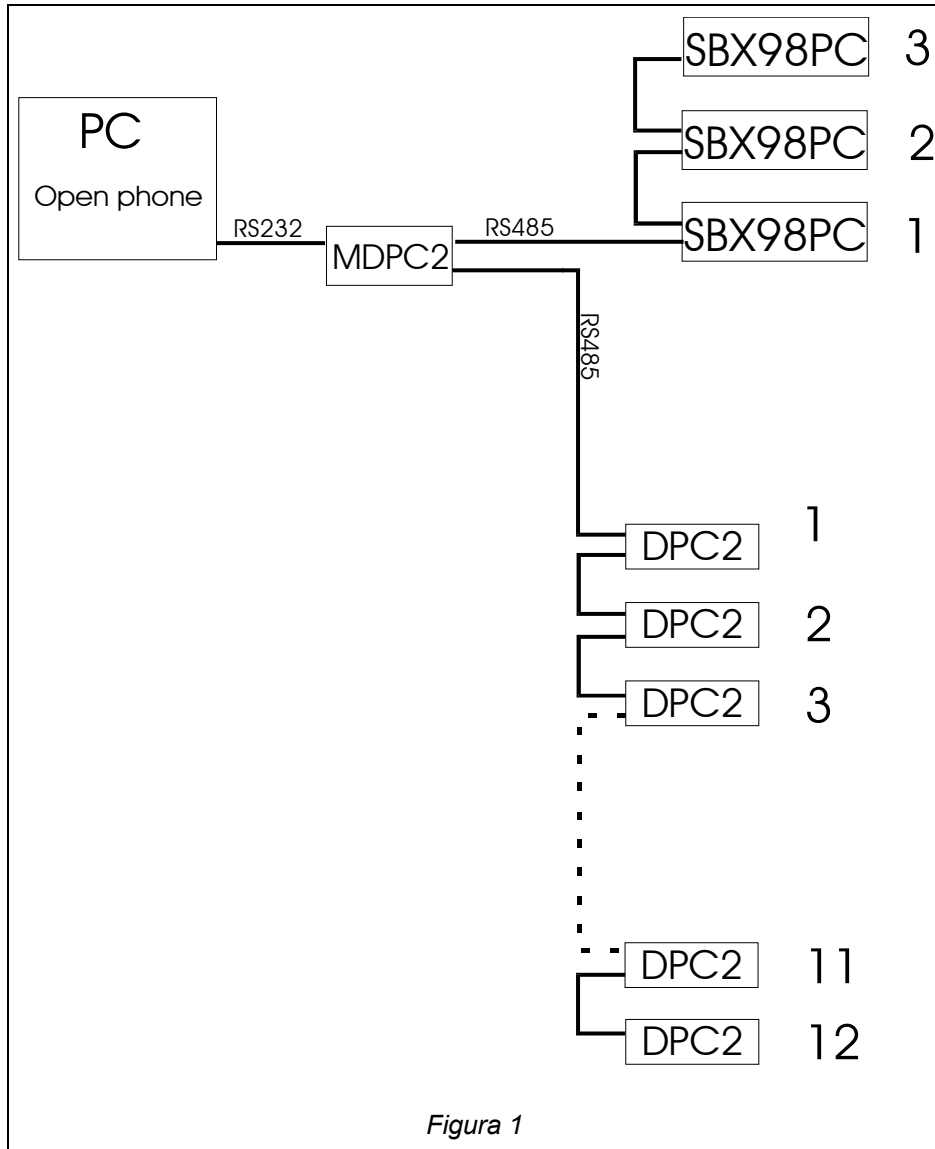 SBX98PC 3
PC
Open phone
SBX98PC 2
RS232
MDPC2
RS485
SBX98PC 1
RS485
DPC2 1
DPC2 2
DPC2 3
DPC2 11
DPC2 12
Figura 1